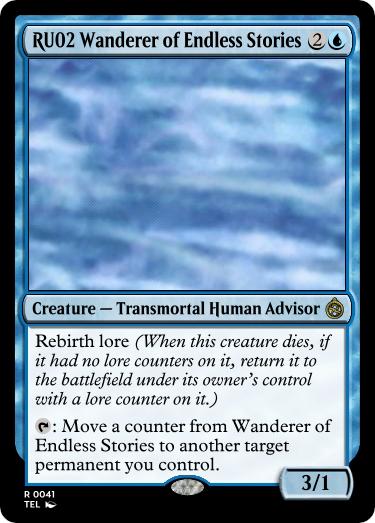 RU02 Wanderer of Endless Stories 2
Creature — Transmortal Human Advisor
Rebirth lore (When this creature dies, if
it had no lore counters on it, return it to
the battlefield under its owner's control
with a lore counter on it.)
: Move a counter from Wanderer of
Endless Stories to another target
permanent you control.
3/1
R 0041
TEL